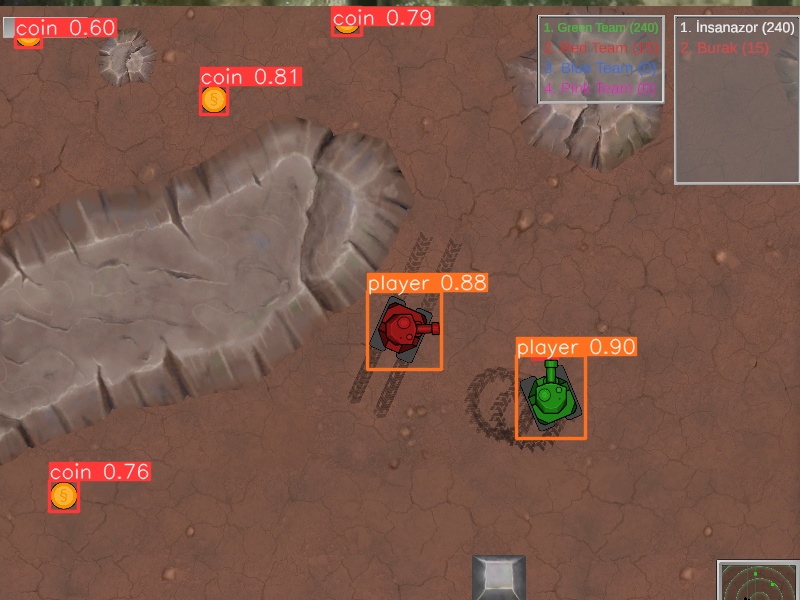 coin 0.60
coin 0.79
1. Green Team (240)
2. Red Team (15)
3. Blue Team (0)
4. Pink Team (0)
1. İnsanazor (240)
2. Burak (15)
coin 0.81
player 0.88
player 0.90
coin 0.76